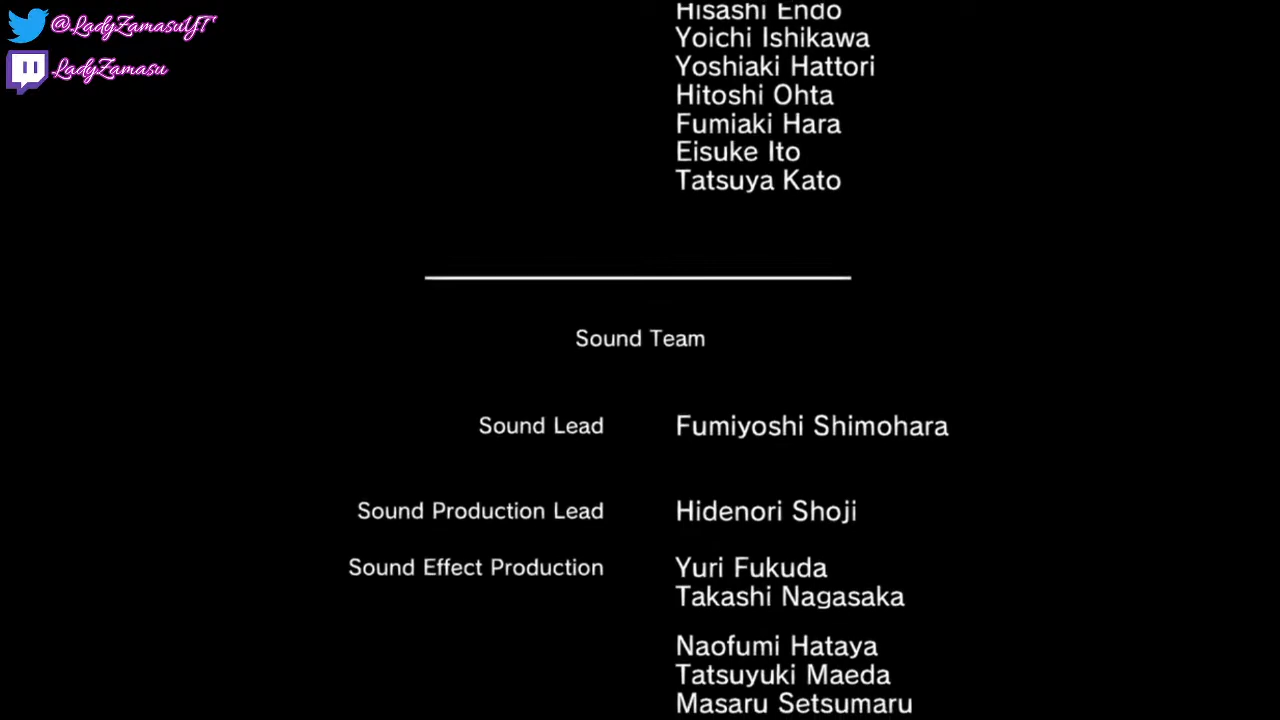 @LadyZamasuYT
LadyZamasu
Hisashi Endo
Yoichi Ishikawa
Yoshiaki Hattori
Hitoshi Ohta
Fumiaki Hara
Eisuke Ito
Tatsuya Kato
Sound Team
Sound Lead Fumiyoshi Shimohara
Sound Production Lead Hidenori Shoji
Sound Effect Production Yuri Fukuda
Takashi Nagasaka
Naofumi Hataya
Tatsuyuki Maeda
Masaru Setsumaru